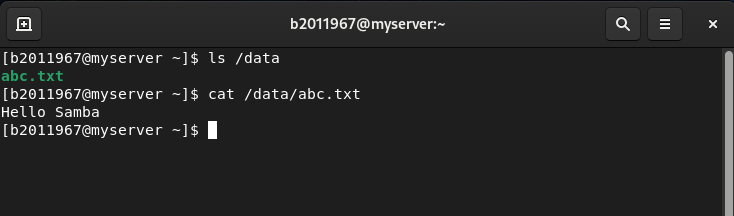 b2011967@myserver:~
[b2011967@myserver ~]$ ls /data
abc.txt
[b2011967@myserver ~]$ cat /data/abc.txt
Hello Samba
[b2011967@myserver ~]$